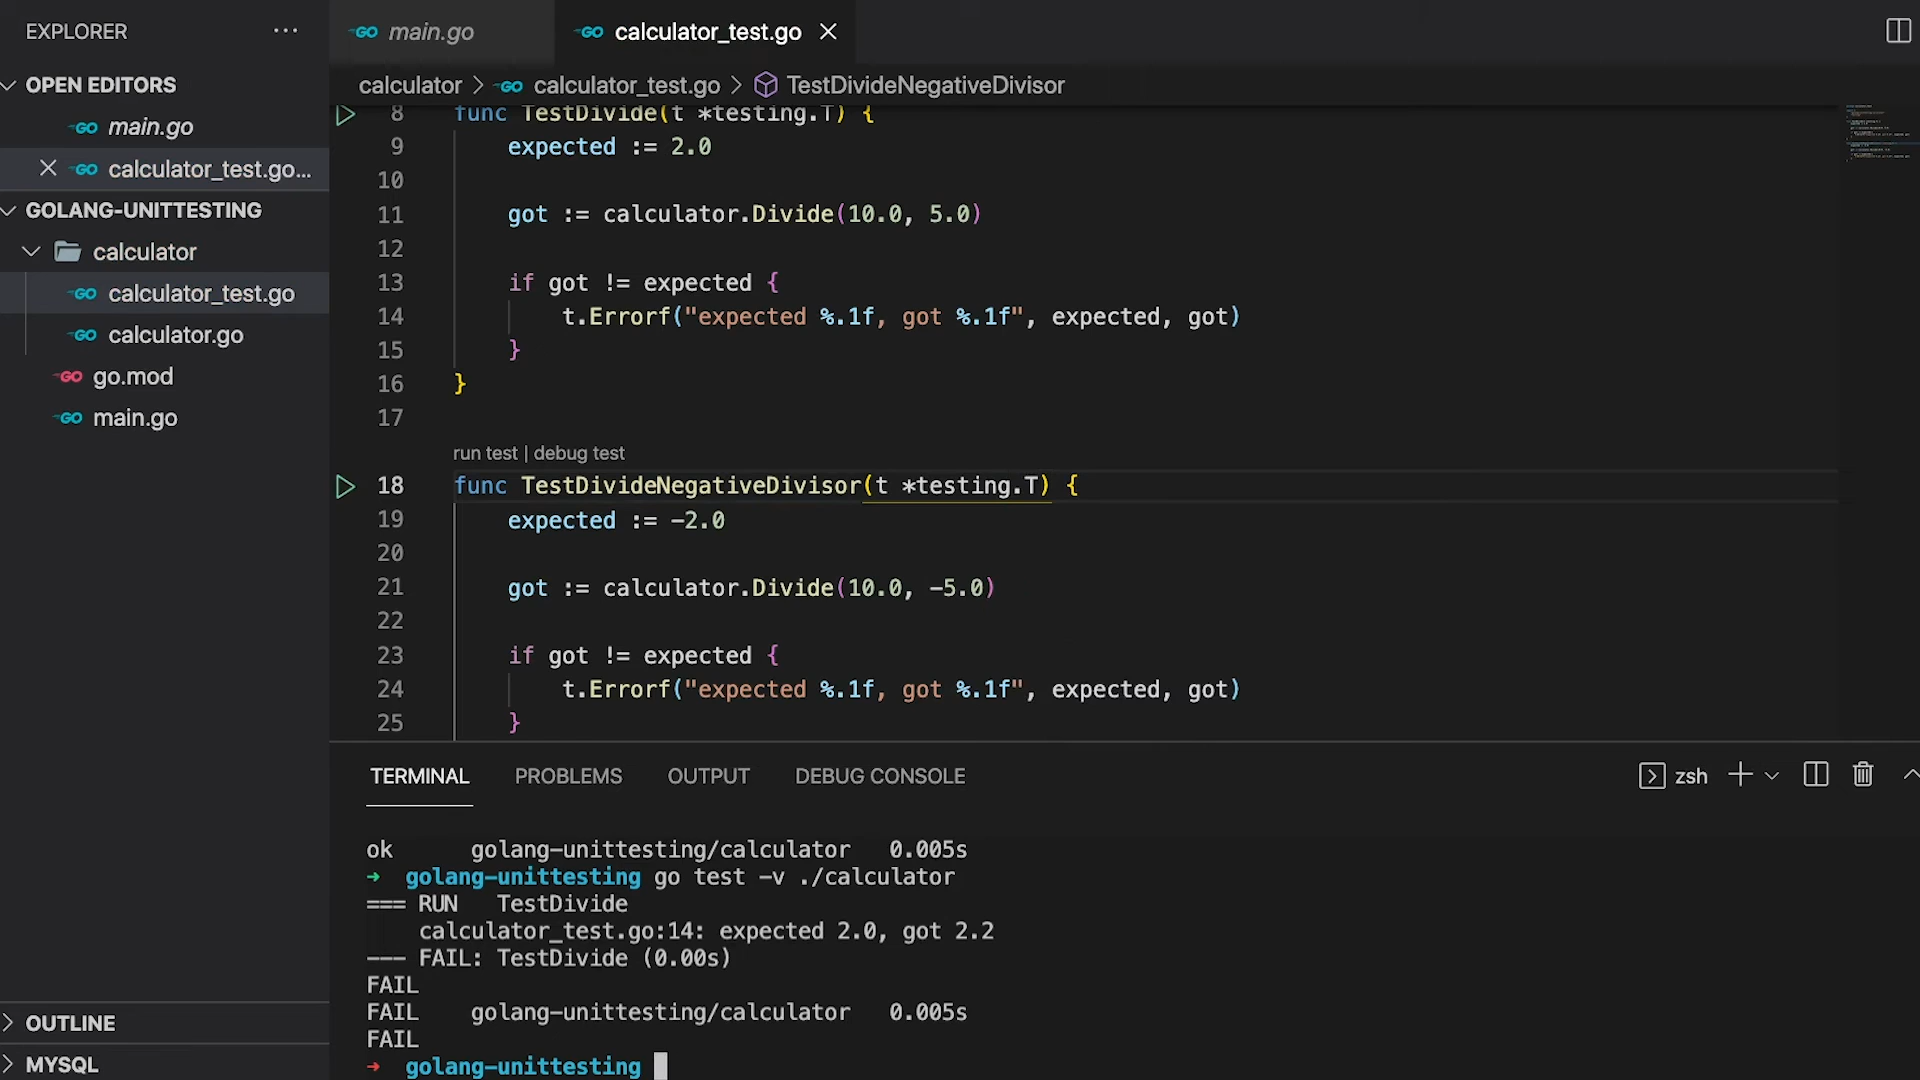 EXPLORER
OPEN EDITORS
main.go
calculator_test.go...
GOLANG-UNITTESTING
calculator
calculator_test.go
calculator.go
go.mod
main.go
OUTLINE
MYSQL
main.go
calculator_test.go
calculator > calculator_test.go > TestDivideNegativeDivisor
8 func TestDivide(t *testing.T) {
9 expected := 2.0
10
11 got := calculator.Divide(10.0, 5.0)
12
13 if got != expected {
14 t.Errorf("expected %.1f, got %.1f", expected, got)
15 }
16 }
17
run test | debug test
18 func TestDivideNegativeDivisor(t *testing.T) {
19 expected := -2.0
20
21 got := calculator.Divide(10.0, -5.0)
22
23 if got != expected {
24 t.Errorf("expected %.1f, got %.1f", expected, got)
25 }
TERMINAL PROBLEMS OUTPUT DEBUG CONSOLE
zsh
ok golang-unittesting/calculator 0.005s
→ golang-unittesting go test -v ./calculator
=== RUN TestDivide
calculator_test.go:14: expected 2.0, got 2.2
--- FAIL: TestDivide (0.00s)
FAIL
FAIL golang-unittesting/calculator 0.005s
FAIL
→ golang-unittesting